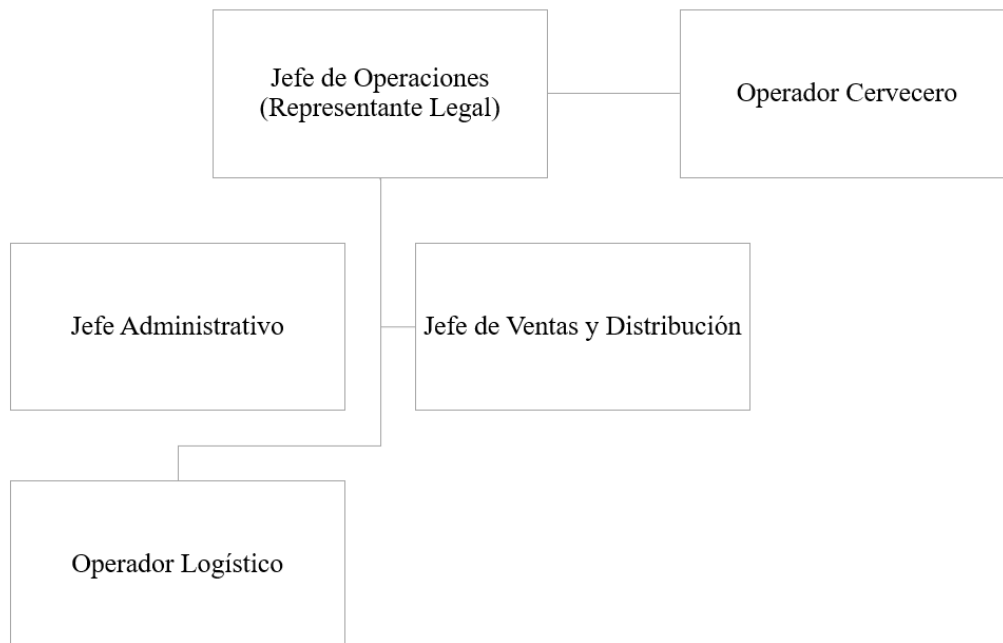 Jefe de Operaciones
(Representante Legal)
Operador Cervecero
Jefe Administrativo
Jefe de Ventas y Distribución
Operador Logístico